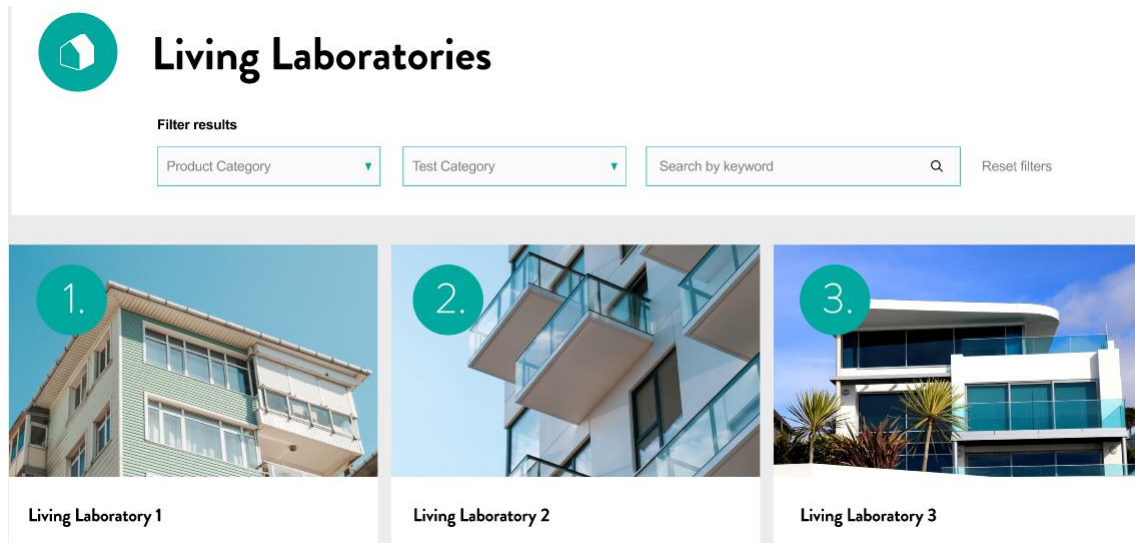 Living Laboratories
Filter results
Product Category
Test Category
Search by keyword
Reset filters
1.
2.
3.
Living Laboratory 1
Living Laboratory 2
Living Laboratory 3